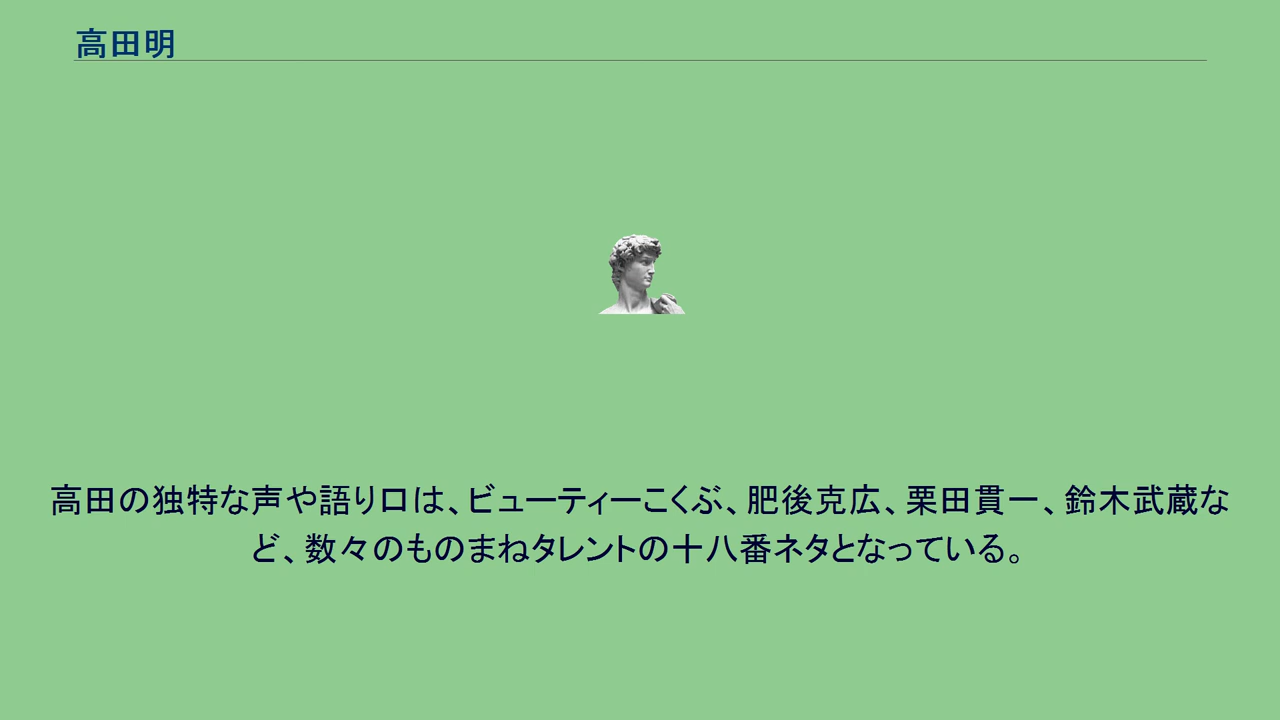 高田明
高田の独特な声や語り口は、ビューティーこくぶ、肥後克広、栗田貫一、鈴木武蔵な
ど、数々のものまねタレントの十八番ネタとなっている。